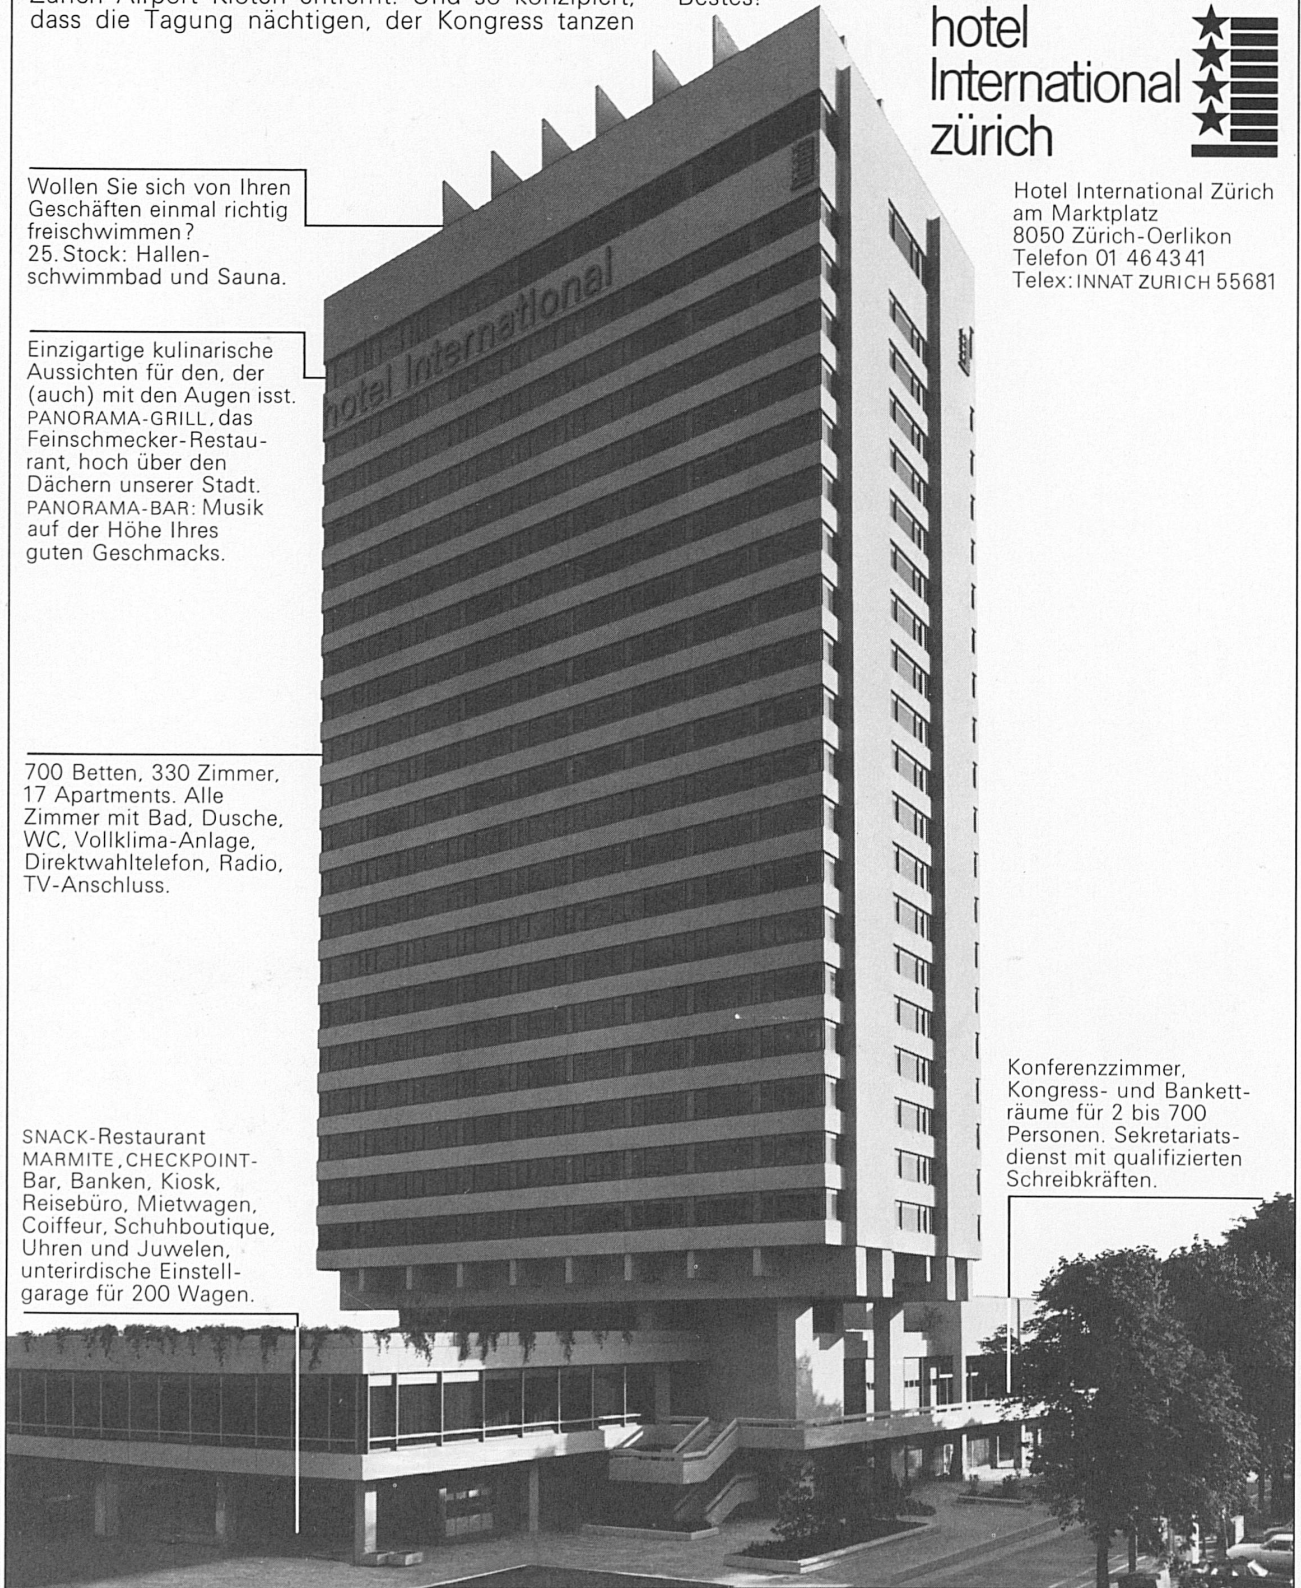 dass die Tagung nächtigen, der Kongress tanzen
hotel
International
zürich
Hotel International Zürich
am Marktplatz
8050 Zürich-Oerlikon
Telefon 01 46 43 41
Telex: INNAT ZURICH 55681
Wollen Sie sich von Ihren
Geschäften einmal richtig
freischwimmen?
25. Stock: Hallen-
schwimmbad und Sauna.
hotel International
Einzigartige kulinarische
Aussichten für den, der
(auch) mit den Augen isst.
PANORAMA-GRILL, das
Feinschmecker-Restau-
rant, hoch über den
Dächern unserer Stadt.
PANORAMA-BAR: Musik
auf der Höhe Ihres
guten Geschmacks.
700 Betten, 330 Zimmer,
17 Apartments. Alle
Zimmer mit Bad, Dusche,
WC, Vollklima-Anlage,
Direktwahltelefon, Radio,
TV-Anschluss.
Konferenzzimmer,
Kongress- und Bankett-
räume für 2 bis 700
Personen. Sekretariats-
dienst mit qualifizierten
Schreibkräften.
SNACK-Restaurant
MARMITE, CHECKPOINT-
Bar, Banken, Kiosk,
Reisebüro, Mietwagen,
Coiffeur, Schuhboutique,
Uhren und Juwelen,
unterirdische Einstell-
garage für 200 Wagen.